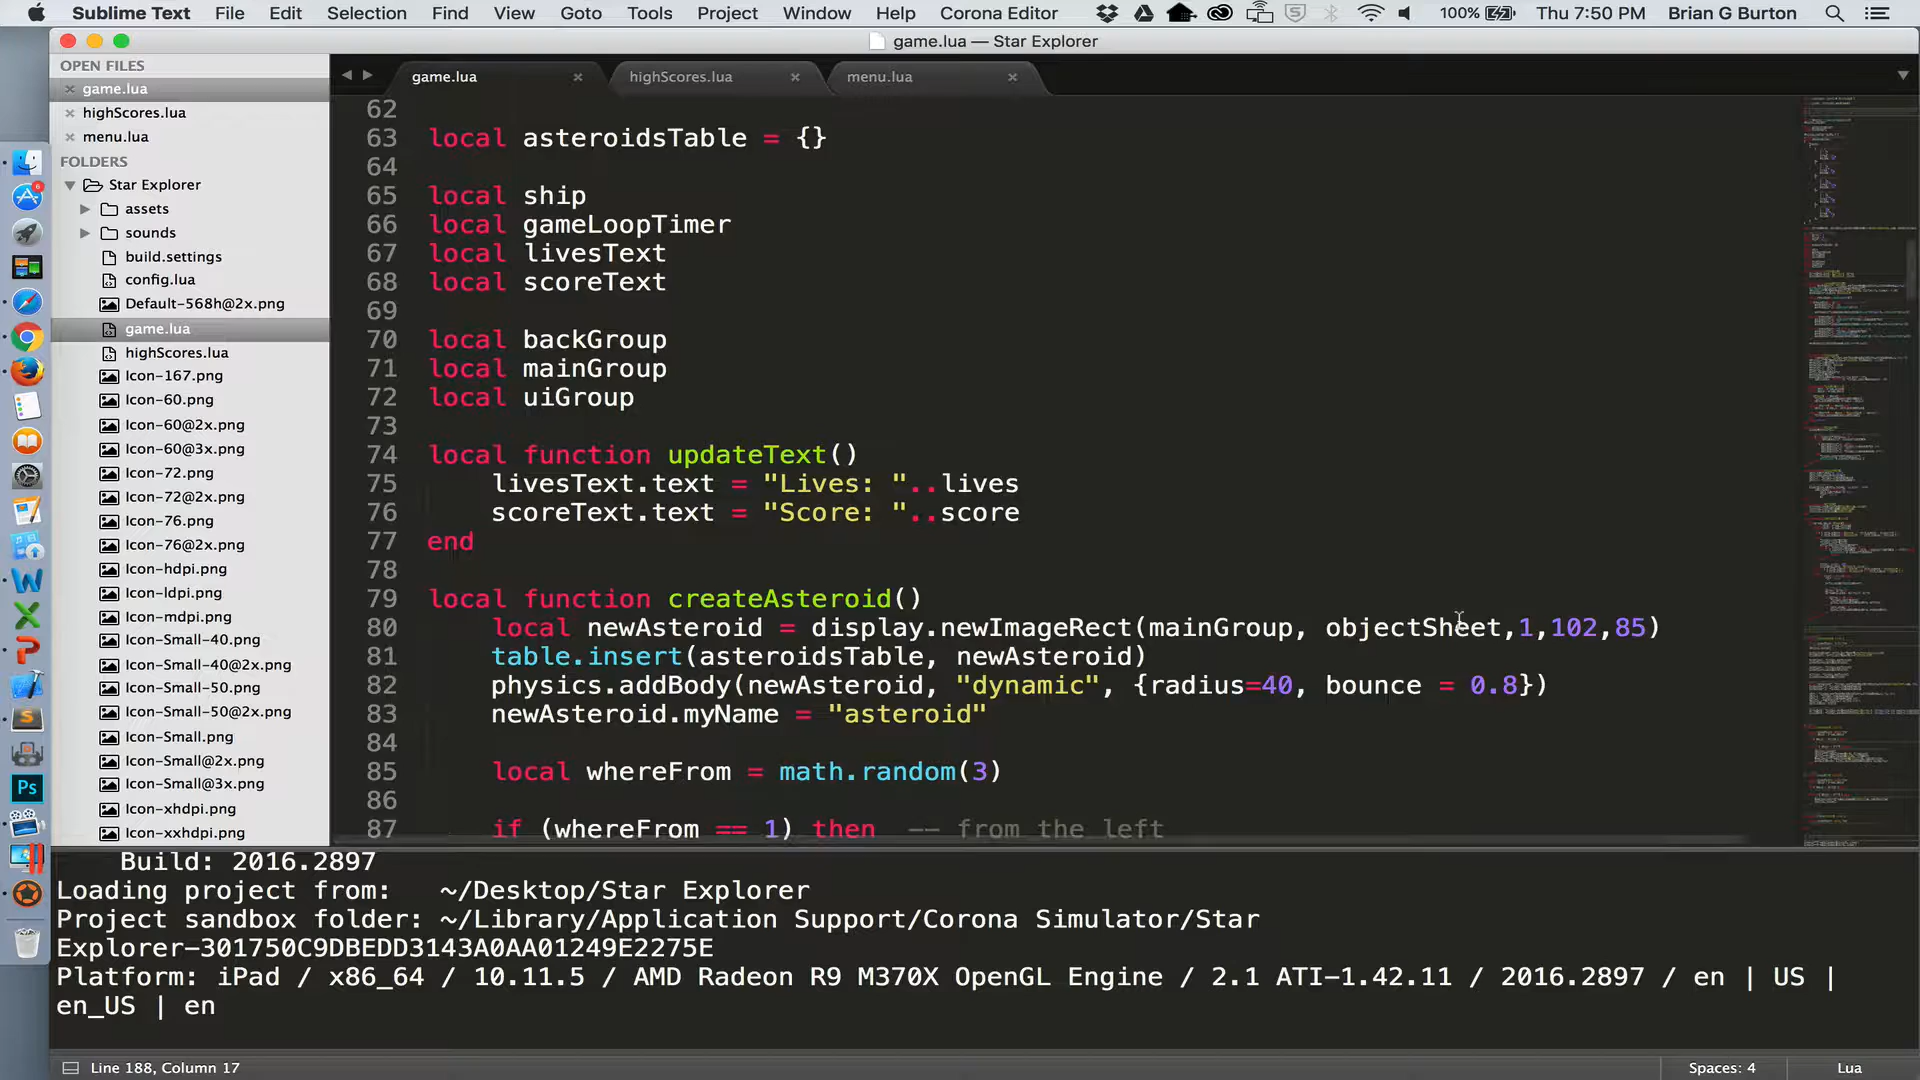 Sublime Text File Edit Selection Find View Goto Tools Project Window Help Corona Editor 100% Thu 7:50 PM Brian G Burton
game.lua — Star Explorer
OPEN FILES
game.lua
highScores.lua
menu.lua
FOLDERS
Star Explorer
assets
sounds
build.settings
config.lua
Default-568h@2x.png
game.lua
highScores.lua
Icon-167.png
Icon-60.png
Icon-60@2x.png
Icon-60@3x.png
Icon-72.png
Icon-72@2x.png
Icon-76.png
Icon-76@2x.png
Icon-hdpi.png
Icon-ldpi.png
Icon-mdpi.png
Icon-Small-40.png
Icon-Small-40@2x.png
Icon-Small-50.png
Icon-Small-50@2x.png
Icon-Small.png
Icon-Small@2x.png
Icon-Small@3x.png
Icon-xhdpi.png
Icon-xxhdpi.png
game.lua highScores.lua menu.lua
62
63 local asteroidsTable = {}
64
65 local ship
66 local gameLoopTimer
67 local livesText
68 local scoreText
69
70 local backGroup
71 local mainGroup
72 local uiGroup
73
74 local function updateText()
75 livesText.text = "Lives: "..lives
76 scoreText.text = "Score: "..score
77 end
78
79 local function createAsteroid()
80 local newAsteroid = display.newImageRect(mainGroup, objectSheet,1,102,85)
81 table.insert(asteroidsTable, newAsteroid)
82 physics.addBody(newAsteroid, "dynamic", {radius=40, bounce = 0.8})
83 newAsteroid.myName = "asteroid"
84
85 local whereFrom = math.random(3)
86
87 if (whereFrom == 1) then -- from the left
Build: 2016.2897
Loading project from: ~/Desktop/Star Explorer
Project sandbox folder: ~/Library/Application Support/Corona Simulator/Star
Explorer-301750C9DBEDD3143A0AA01249E2275E
Platform: iPad / x86_64 / 10.11.5 / AMD Radeon R9 M370X OpenGL Engine / 2.1 ATI-1.42.11 / 2016.2897 / en | US |
en_US | en
Line 188, Column 17 Spaces: 4 Lua
Ps